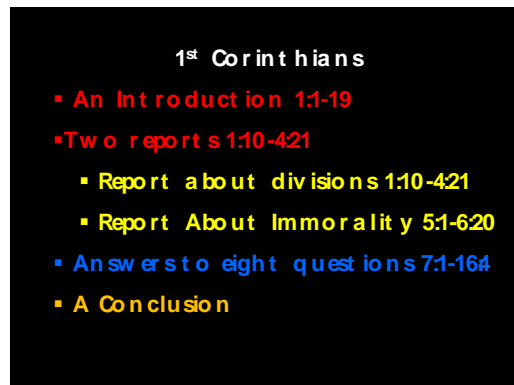 1st Corinthians
▪ An Introduction 1:1-19
▪Two reports 1:10-4:21
▪ Report about divisions 1:10-4:21
▪ Report About Immorality 5:1-6:20
▪ Answers to eight questions 7:1-16:4
▪ A Conclusion